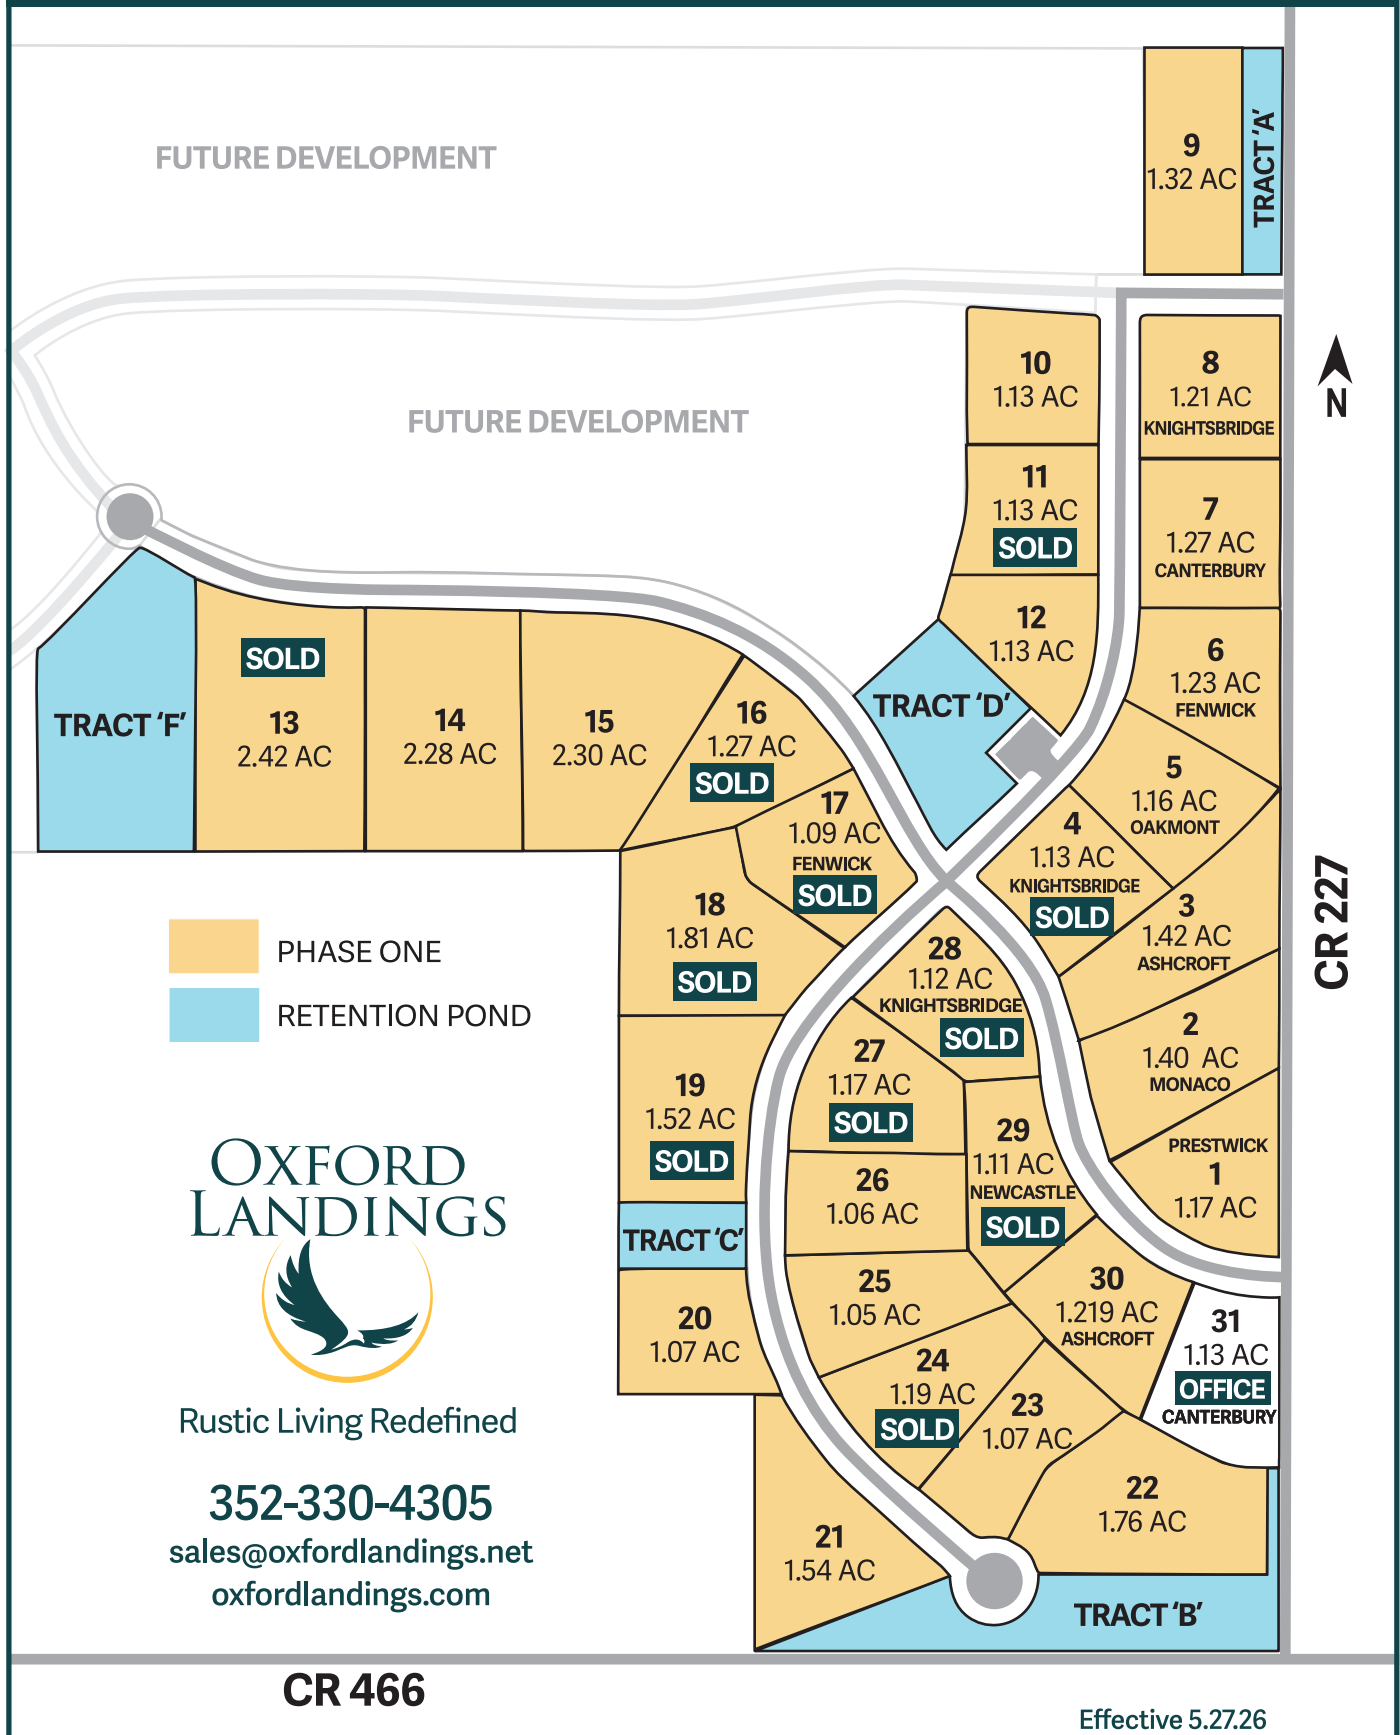 FUTURE DEVELOPMENT
9
1.32 AC
TRACT 'A'
FUTURE DEVELOPMENT
10
1.13 AC
8
1.21 AC
KNIGHTSBRIDGE
N
11
1.13 AC
SOLD
7
1.27 AC
CANTERBURY
12
1.13 AC
6
1.23 AC
FENWICK
TRACT 'F'
SOLD
13
2.42 AC
14
2.28 AC
15
2.30 AC
16
1.27 AC
SOLD
TRACT 'D'
5
1.16 AC
OAKMONT
17
1.09 AC
FENWICK
SOLD
4
1.13 AC
KNIGHTSBRIDGE
SOLD
3
1.42 AC
ASHCROFT
CR 227
18
1.81 AC
SOLD
28
1.12 AC
KNIGHTSBRIDGE
SOLD
PHASE ONE
RETENTION POND
2
1.40 AC
MONACO
27
1.17 AC
SOLD
19
1.52 AC
SOLD
29
1.11 AC
NEWCASTLE
SOLD
PRESTWICK
1
1.17 AC
26
1.06 AC
TRACT 'C'
OXFORD
LANDINGS
25
1.05 AC
30
1.219 AC
ASHCROFT
20
1.07 AC
31
1.13 AC
OFFICE
CANTERBURY
24
1.19 AC
SOLD
23
1.07 AC
Rustic Living Redefined
22
1.76 AC
352-330-4305
sales@oxfordlandings.net
oxfordlandings.com
21
1.54 AC
TRACT 'B'
CR 466
Effective 5.27.26